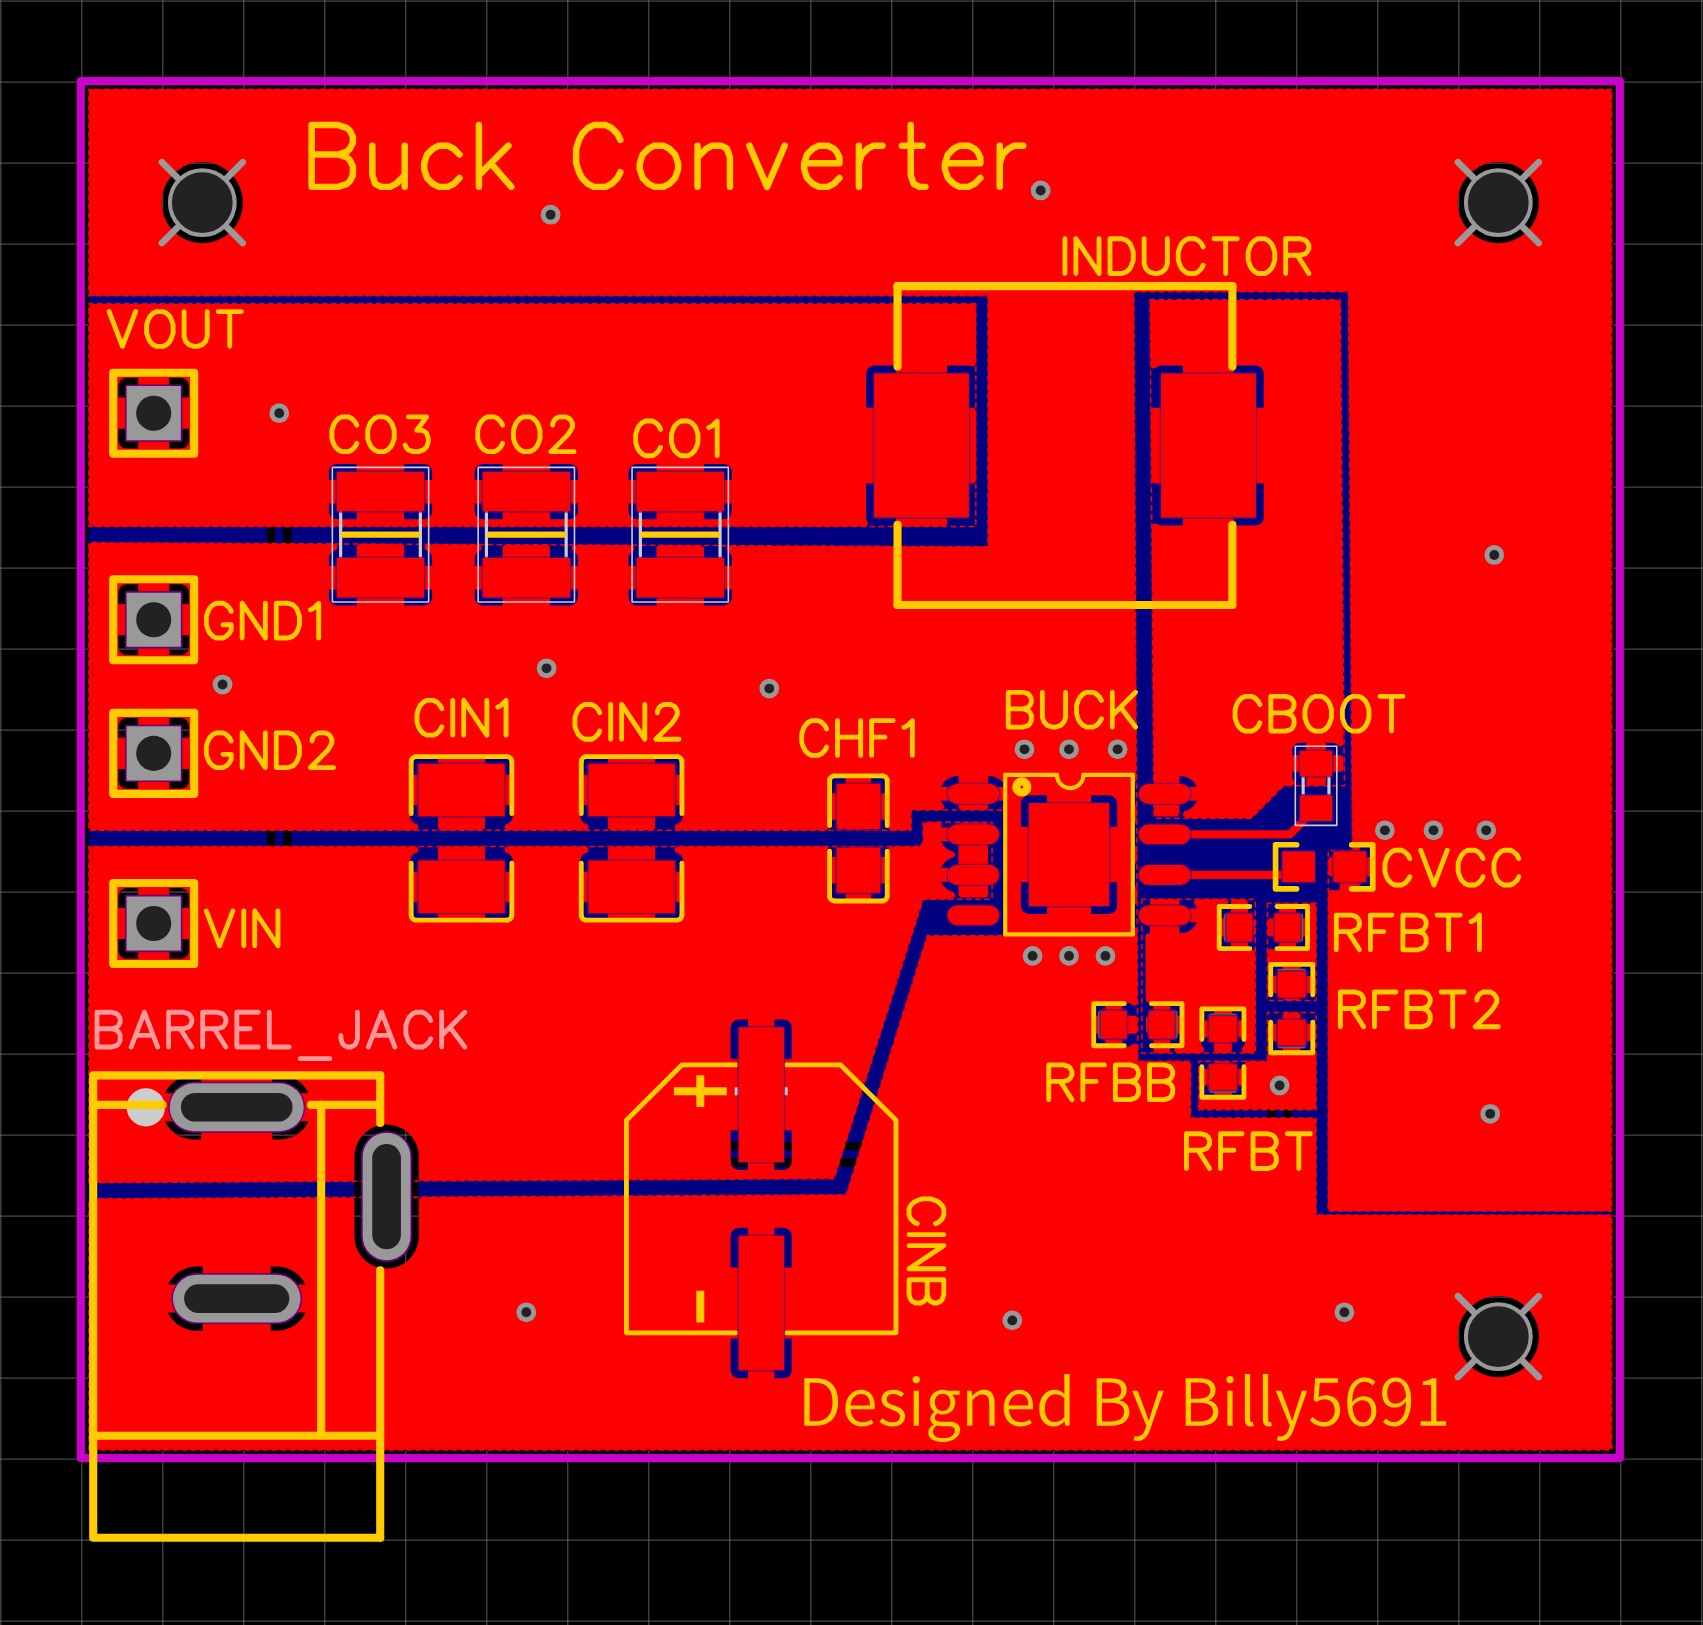 Buck Converter
INDUCTOR
VOUT
CO3
CO2
CO1
GND1
GND2
CIN1
CIN2
CHF1
BUCK
CBOOT
CVCC
VIN
RFBT1
RFBT2
BARREL_JACK
+
RFBB
RFBT
CINB
-
Designed By Billy5691